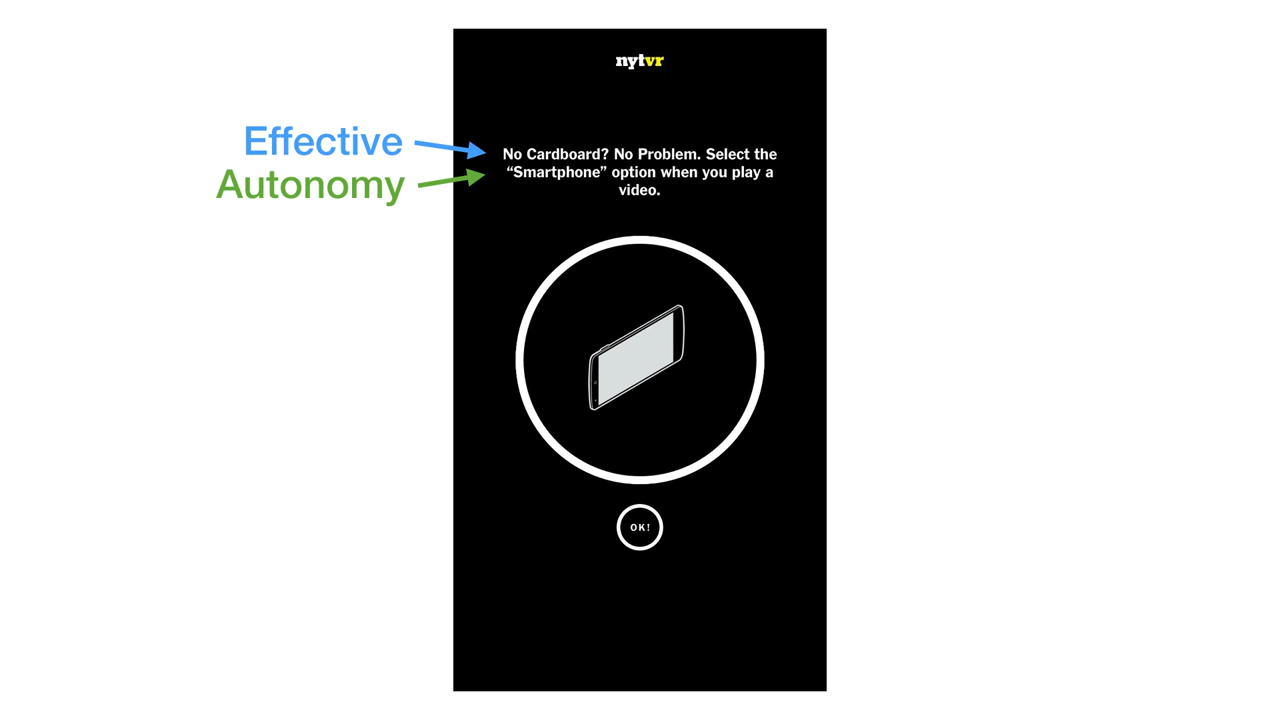 nytvr
Effective
Autonomy
No Cardboard? No Problem. Select the
“Smartphone” option when you play a
video.
OK!